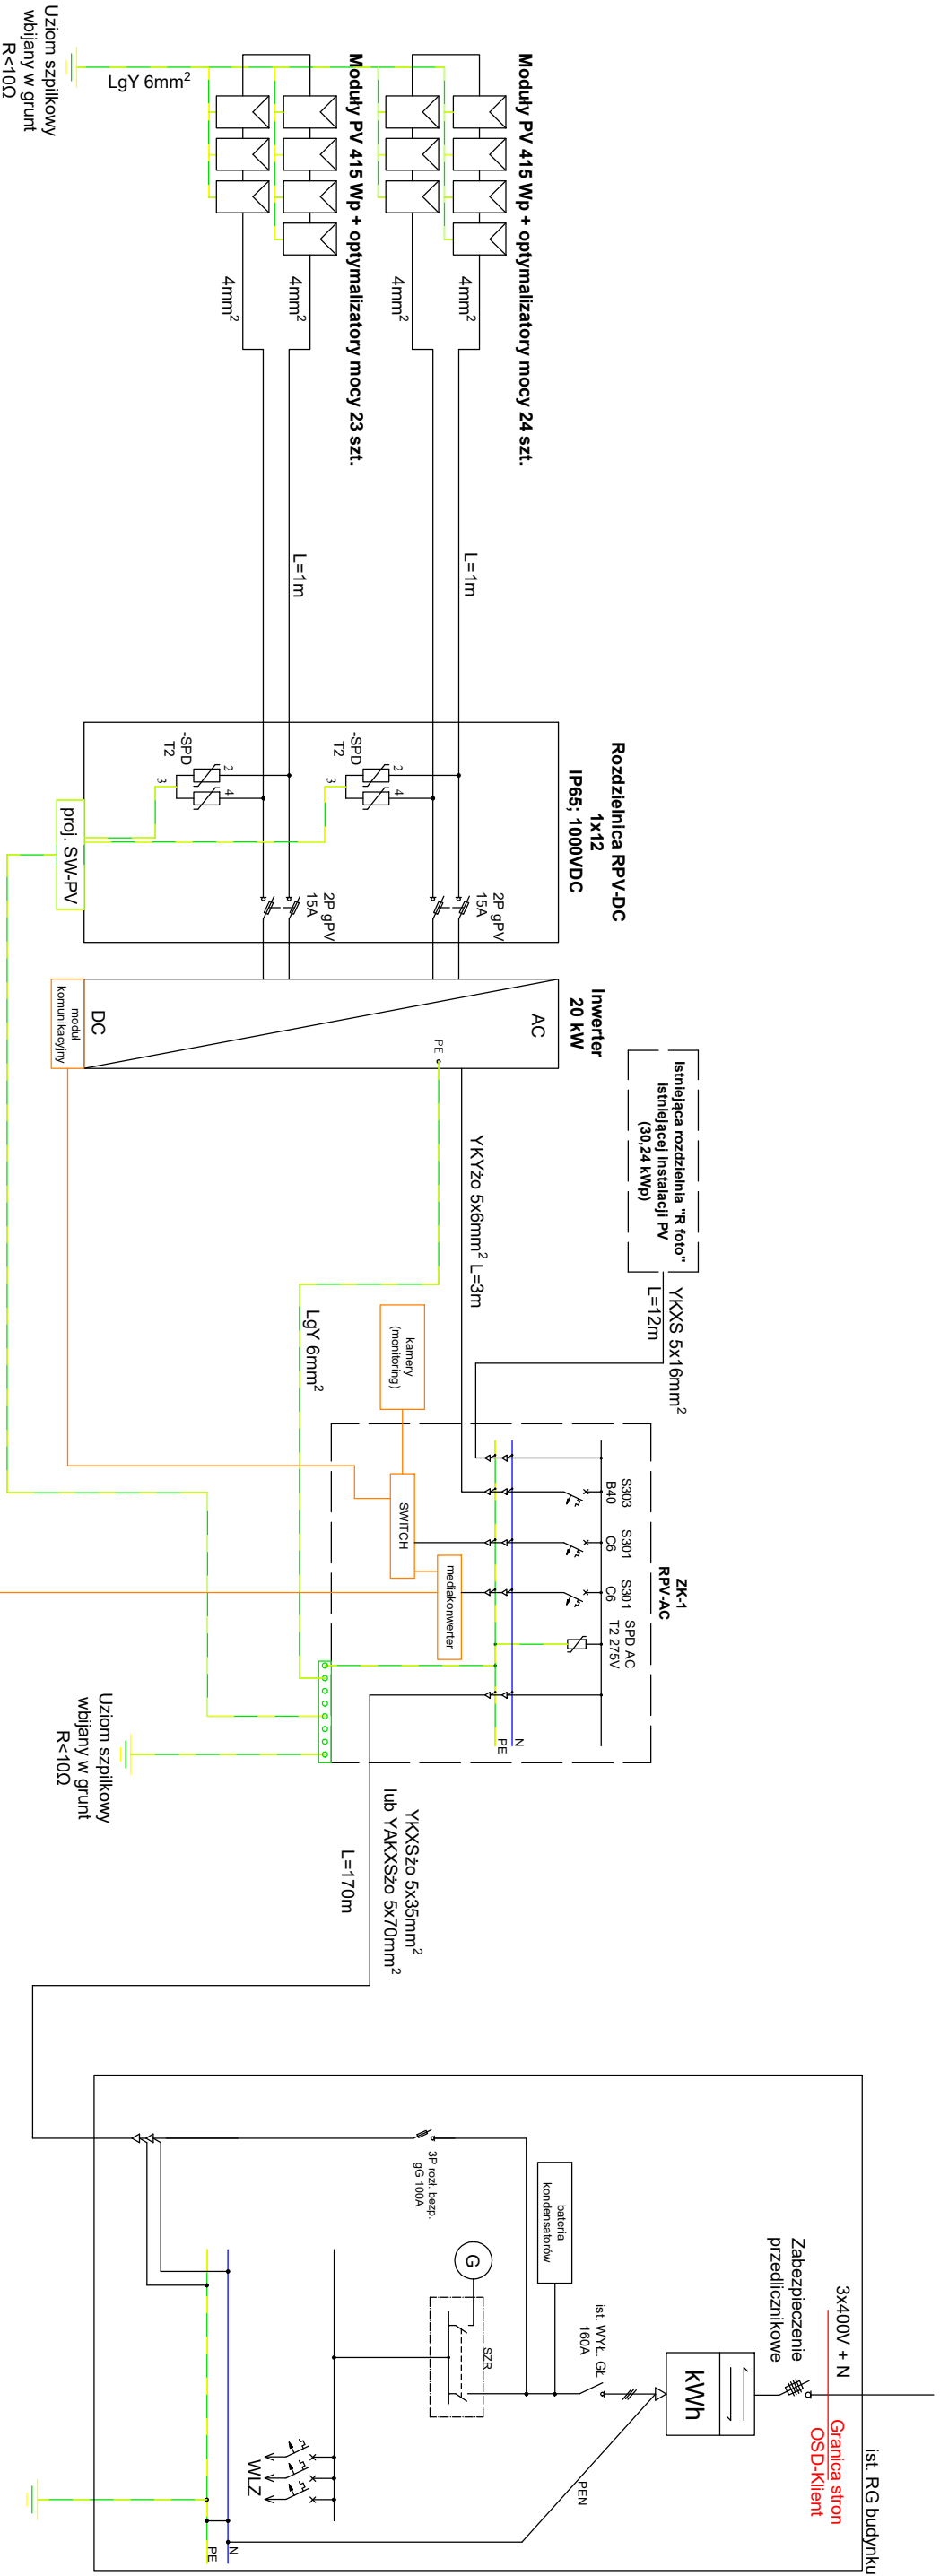 Uziom szpilkowy
wbijany w grunt
R<10Ω
LgY 6mm²
Moduły PV 415 Wp + optymalizatory mocy 24 szt.
4mm²
4mm²
Moduły PV 415 Wp + optymalizatory mocy 23 szt.
4mm²
4mm²
L=1m
L=1m
Rozdzielnica RPV-DC
1x12
IP65; 1000VDC
-SPD
T2
2
4
3
-SPD
T2
2
4
3
2P gPV
15A
2P gPV
15A
proj. SW-PV
Inwerter
20 kW
AC
DC
PE
moduł
komunikacyjny
Istniejąca rozdzielnia "R foto"
istniejącej instalacji PV
(30,24 kWp)
YKXS 5x16mm²
L=12m
YKYżo 5x6mm² L=3m
LgY 6mm²
kamery
(monitoring)
ZK-1
RPV-AC
S303
B40
S301
C6
S301
C6
SPD AC
T2 275V
SWITCH
mediakonwerter
N
PE
Uziom szpilkowy
wbijany w grunt
R<10Ω
YKXSżo 5x35mm²
lub YAKXSżo 5x70mm²
L=170m
ist. RG budynku
3x400V + N
Granica stron
OSD-Klient
Zabezpieczenie
przedlicznikowe
kWh
ist. WYŁ. GŁ.
160A
bateria
kondensatorów
3P rozł. bezp.
gG 100A
G
SZR
PEN
WLZ
N
PE